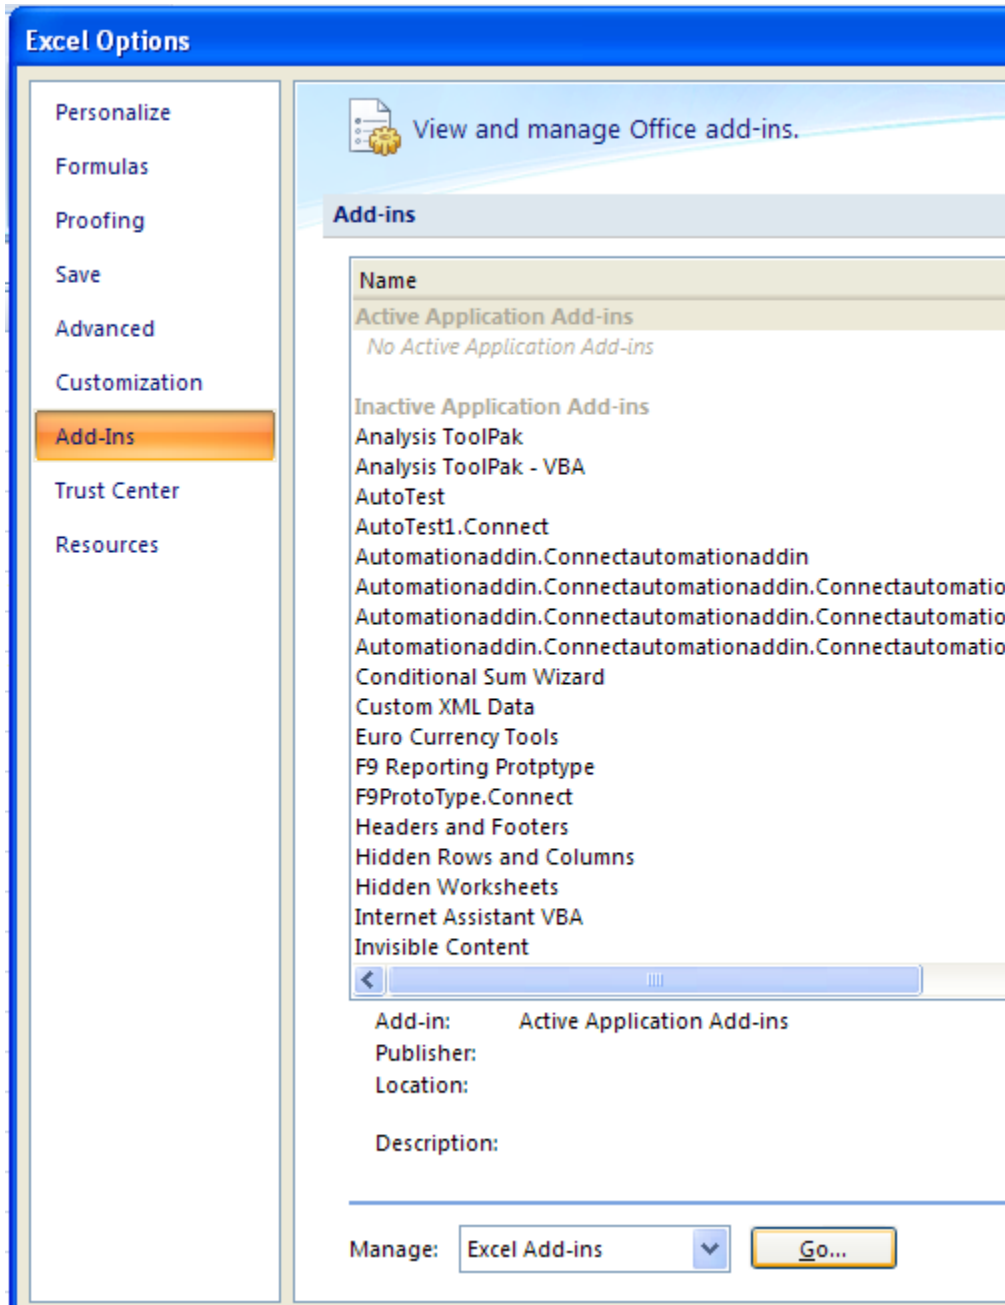 Excel Options
Personalize
Formulas
Proofing
Save
Advanced
Customization
Add-Ins
Trust Center
Resources
View and manage Office add-ins.
Add-ins
Name
Active Application Add-ins
No Active Application Add-ins
Inactive Application Add-ins
Analysis ToolPak
Analysis ToolPak - VBA
AutoTest
AutoTest1.Connect
Automationaddin.Connectautomationaddin
Automationaddin.Connectautomationaddin.Connectautomatio
Automationaddin.Connectautomationaddin.Connectautomatio
Automationaddin.Connectautomationaddin.Connectautomatio
Conditional Sum Wizard
Custom XML Data
Euro Currency Tools
F9 Reporting Protptype
F9ProtoType.Connect
Headers and Footers
Hidden Rows and Columns
Hidden Worksheets
Internet Assistant VBA
Invisible Content
Add-in: Active Application Add-ins
Publisher:
Location:
Description:
Manage: Excel Add-ins Go...